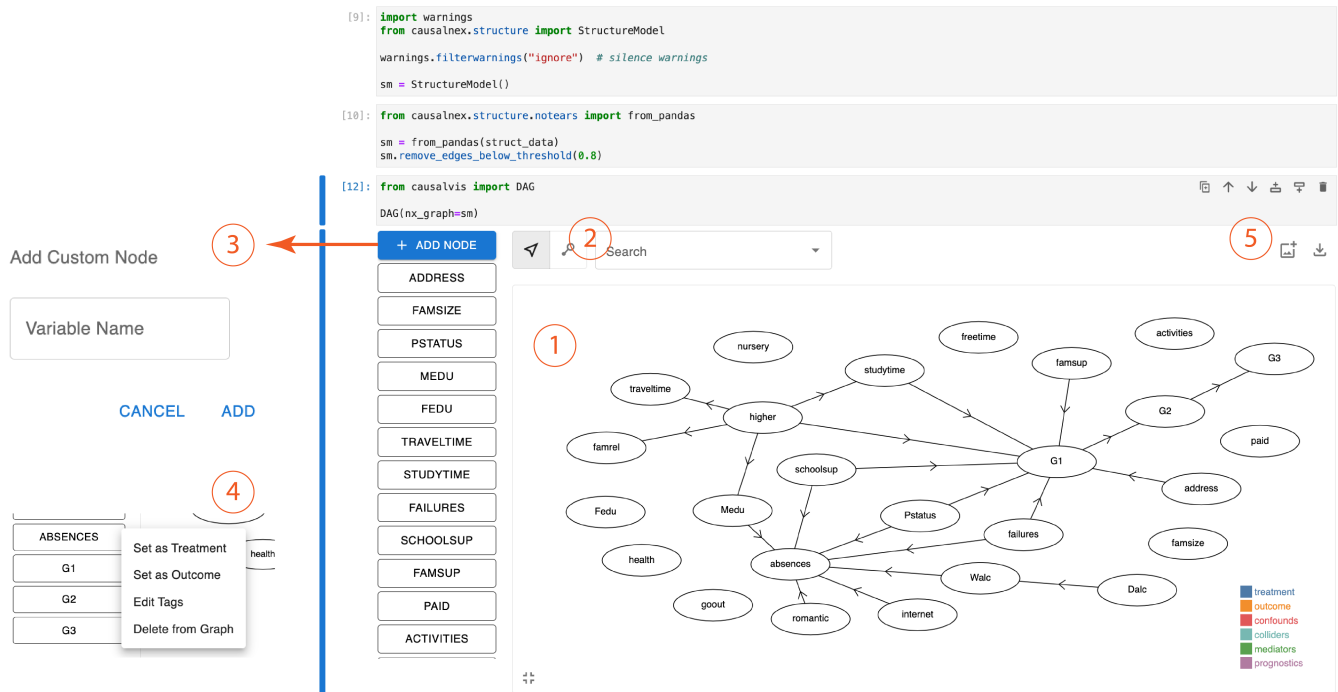 [9]: import warnings
from causalnex.structure import StructureModel
warnings.filterwarnings("ignore")  # silence warnings
sm = StructureModel()
[10]: from causalnex.structure.notears import from_pandas
sm = from_pandas(struct_data)
sm.remove_edges_below_threshold(0.8)
[12]: from causalvis import DAG
DAG(nx_graph=sm)
3
+ ADD NODE
2
Search
5
Add Custom Node
Variable Name
CANCEL ADD
4
ABSENCES
G1
G2
G3
Set as Treatment
Set as Outcome
Edit Tags
Delete from Graph
health
ADDRESS
FAMSIZE
PSTATUS
MEDU
FEDU
TRAVELTIME
STUDYTIME
FAILURES
SCHOOLSUP
FAMSUP
PAID
ACTIVITIES
1
nursery
freetime
activities
studytime
famsup
G3
traveltime
higher
G2
famrel
paid
schoolsup
G1
address
Fedu
Medu
Pstatus
failures
famsize
health
absences
Walc
Dalc
goout
romantic
internet
treatment
outcome
confounds
colliders
mediators
prognostics